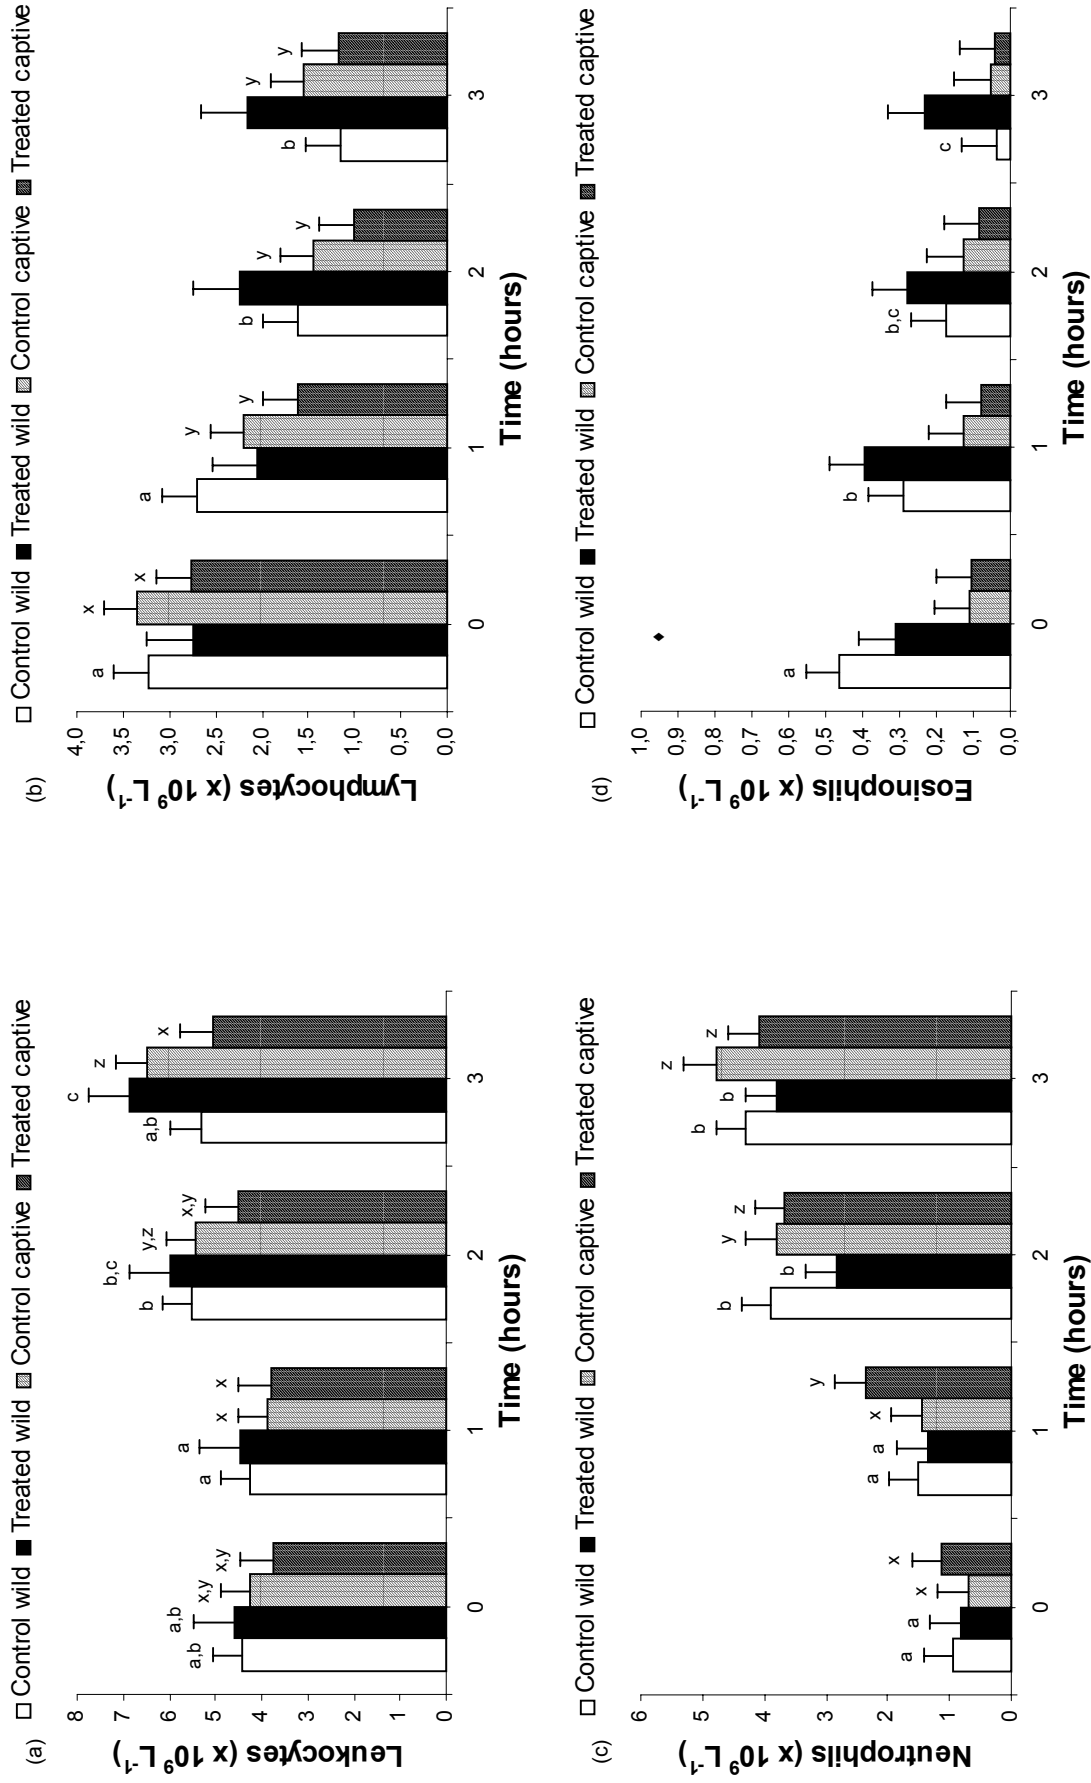 (a)
Control wild Treated wild Control captive Treated captive
Leukocytes (x 10⁹ L⁻¹)
8
7
6
5
4
3
2
1
0
a,b a,b x,y x,y
a a x x
b b,c y,z x,y
a,b c z x
0 1 2 3
Time (hours)
(b)
Control wild Treated wild Control captive Treated captive
Lymphocytes (x 10⁹ L⁻¹)
4,0
3,5
3,0
2,5
2,0
1,5
1,0
0,5
0,0
a x x
a y y
b y y
b y y
0 1 2 3
Time (hours)
(c)
Control wild Treated wild Control captive Treated captive
Neutrophils (x 10⁹ L⁻¹)
6
5
4
3
2
1
0
a a x x
a a x y
b b y z
b b z z
0 1 2 3
Time (hours)
(d)
Control wild Treated wild Control captive Treated captive
Eosinophils (x 10⁹ L⁻¹)
1,0
0,9
0,8
0,7
0,6
0,5
0,4
0,3
0,2
0,1
0,0
a
b
b,c
c
0 1 2 3
Time (hours)